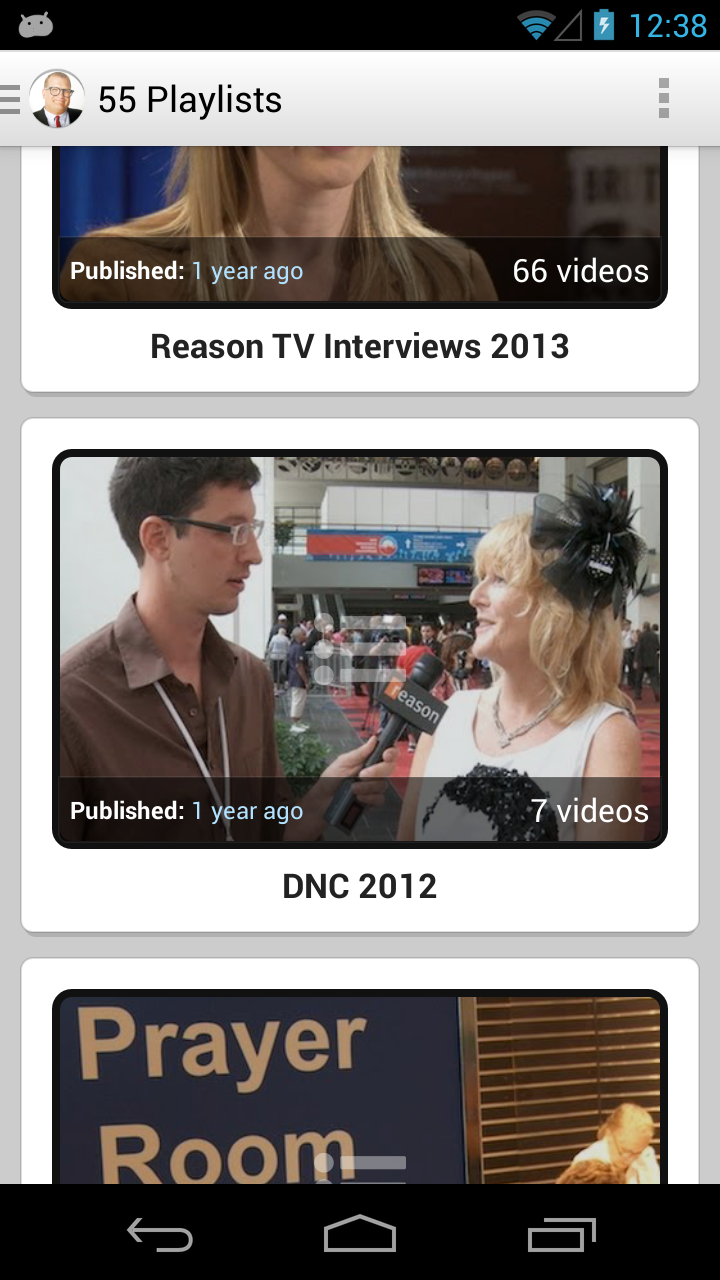 12:38
55 Playlists
BRIT
Published: 1 year ago
66 videos
Reason TV Interviews 2013
reason
Published: 1 year ago
7 videos
DNC 2012
Prayer
Room